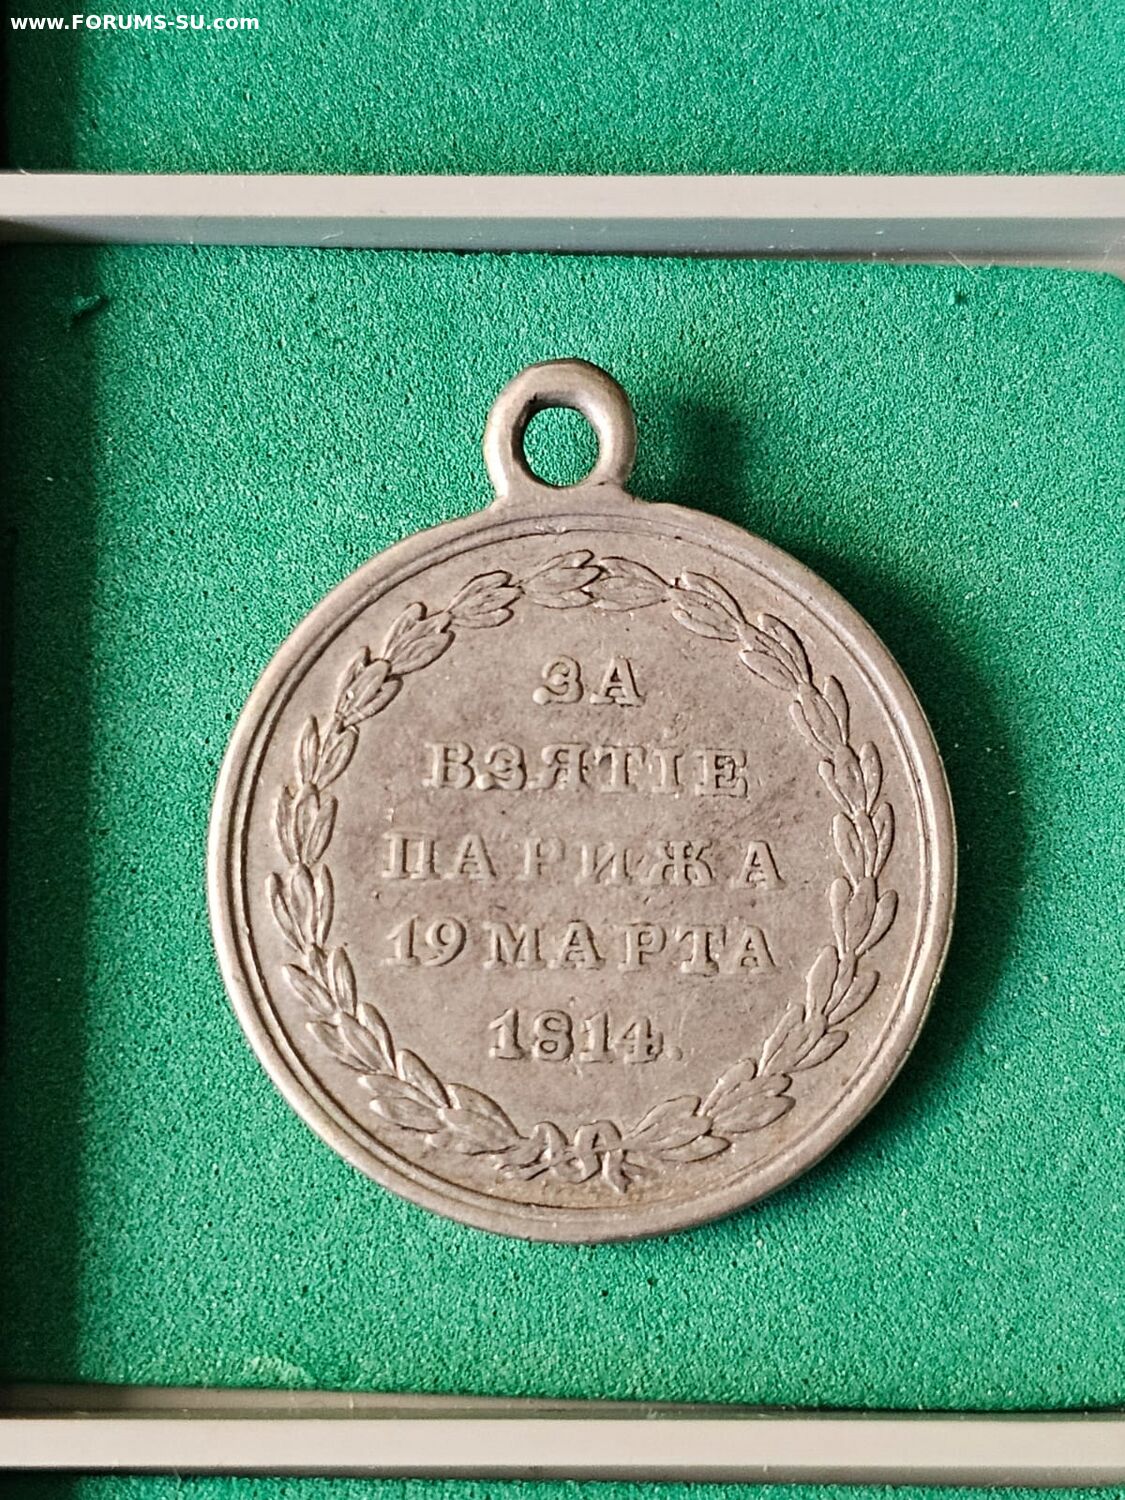 www.FORUMS-SU.com
ЗА
ВЗЯТІЕ
ПАРИЖА
19 МАРТА
1814.